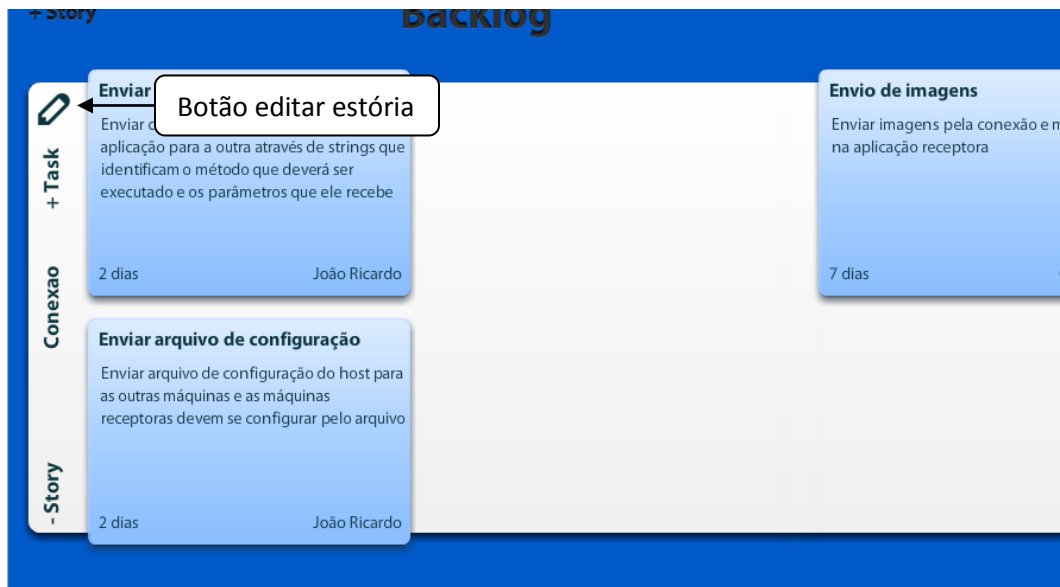 + Story
Backlog
Botão editar estória
+ Task
Conexao
- Story
Enviar
Enviar
aplicação para a outra através de strings que
identificam o método que deverá ser
executado e os parâmetros que ele recebe
2 dias
João Ricardo
Enviar arquivo de configuração
Enviar arquivo de configuração do host para
as outras máquinas e as máquinas
receptoras devem se configurar pelo arquivo
2 dias
João Ricardo
Envio de imagens
Enviar imagens pela conexão e
na aplicação receptora
7 dias